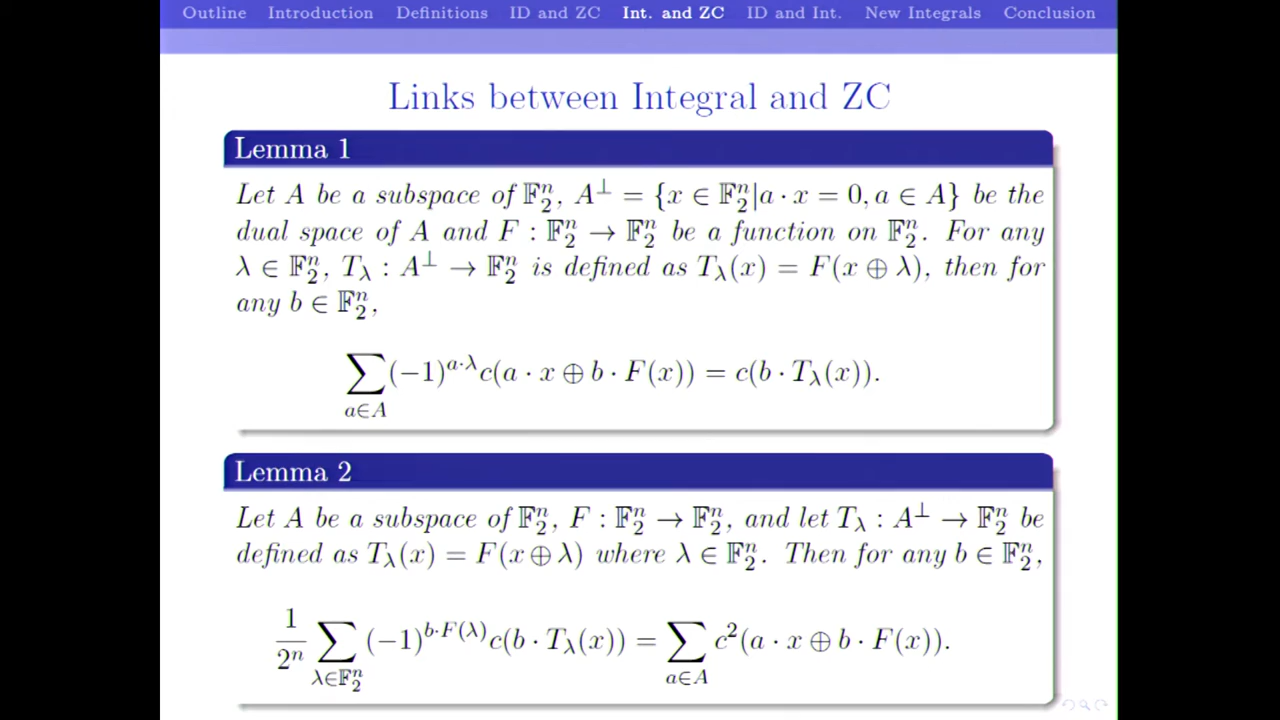 Outline Introduction Definitions ID and ZC Int. and ZC ID and Int. New Integrals Conclusion
Links between Integral and ZC
Lemma 1
Let A be a subspace of 𝔽₂ⁿ, A^⊥ = {x ∈ 𝔽₂ⁿ|a · x = 0, a ∈ A} be the
dual space of A and F : 𝔽₂ⁿ → 𝔽₂ⁿ be a function on 𝔽₂ⁿ. For any
λ ∈ 𝔽₂ⁿ, T_λ : A^⊥ → 𝔽₂ⁿ is defined as T_λ(x) = F(x ⊕ λ), then for
any b ∈ 𝔽₂ⁿ,
∑_{a∈A} (−1)^{a·λ} c(a · x ⊕ b · F(x)) = c(b · T_λ(x)).
Lemma 2
Let A be a subspace of 𝔽₂ⁿ, F : 𝔽₂ⁿ → 𝔽₂ⁿ, and let T_λ : A^⊥ → 𝔽₂ⁿ be
defined as T_λ(x) = F(x ⊕ λ) where λ ∈ 𝔽₂ⁿ. Then for any b ∈ 𝔽₂ⁿ,
1/2ⁿ ∑_{λ∈𝔽₂ⁿ} (−1)^{b·F(λ)} c(b · T_λ(x)) = ∑_{a∈A} c²(a · x ⊕ b · F(x)).